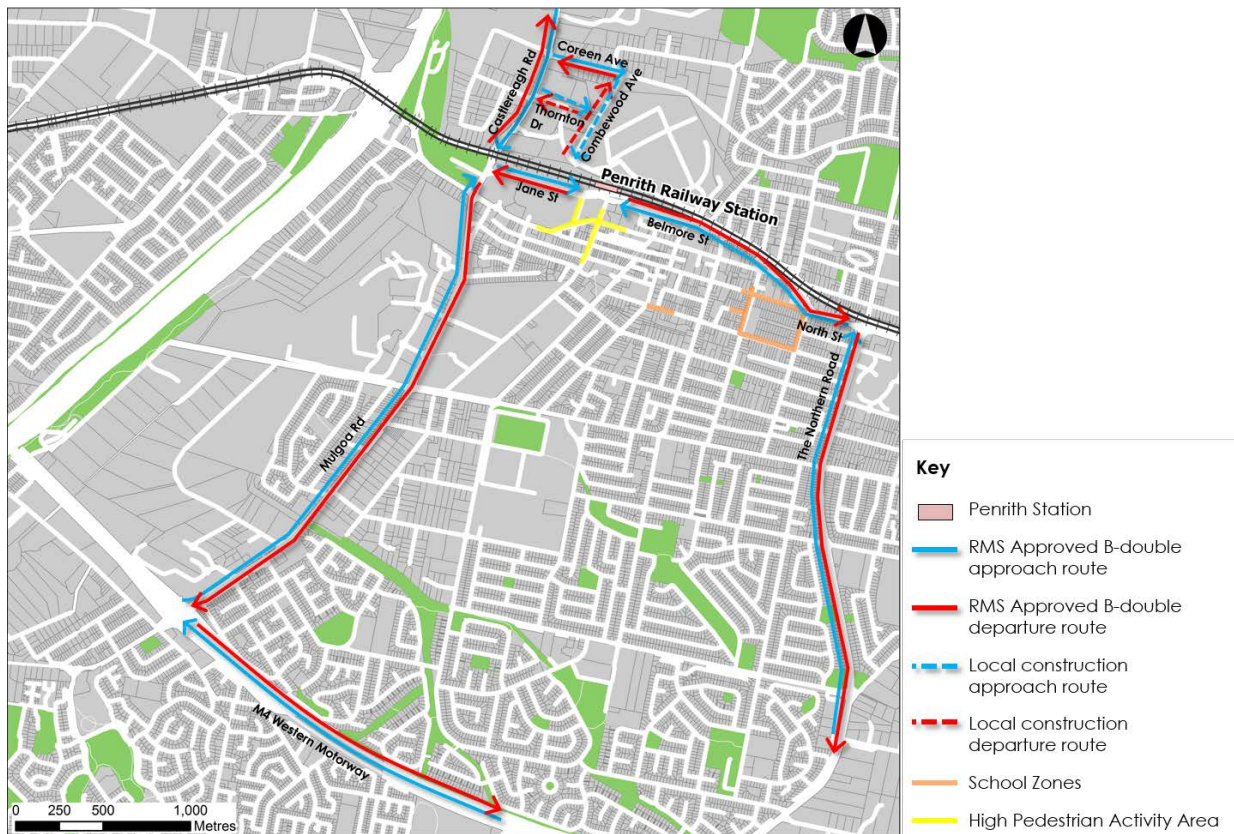 Coreen Ave
Castlereagh Rd
Thornton
Dr
Combewood Ave
Penrith Railway Station
Jane St
Belmore St
North St
The Northern Road
Mulgoa Rd
M4 Western Motorway
0 250 500 1,000
Metres
Key
Penrith Station
RMS Approved B-double
approach route
RMS Approved B-double
departure route
Local construction
approach route
Local construction
departure route
School Zones
High Pedestrian Activity Area